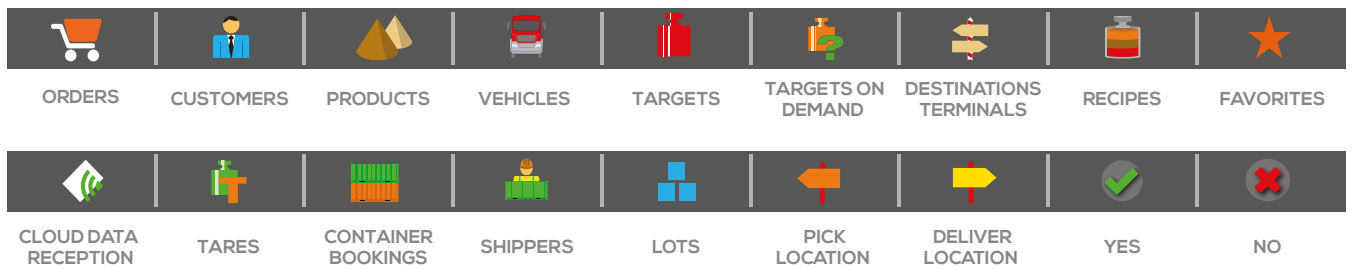 ORDERS
CUSTOMERS
PRODUCTS
VEHICLES
TARGETS
TARGETS ON
DEMAND
DESTINATIONS
TERMINALS
RECIPES
FAVORITES
CLOUD DATA
RECEPTION
TARES
CONTAINER
BOOKINGS
SHIPPERS
LOTS
PICK
LOCATION
DELIVER
LOCATION
YES
NO